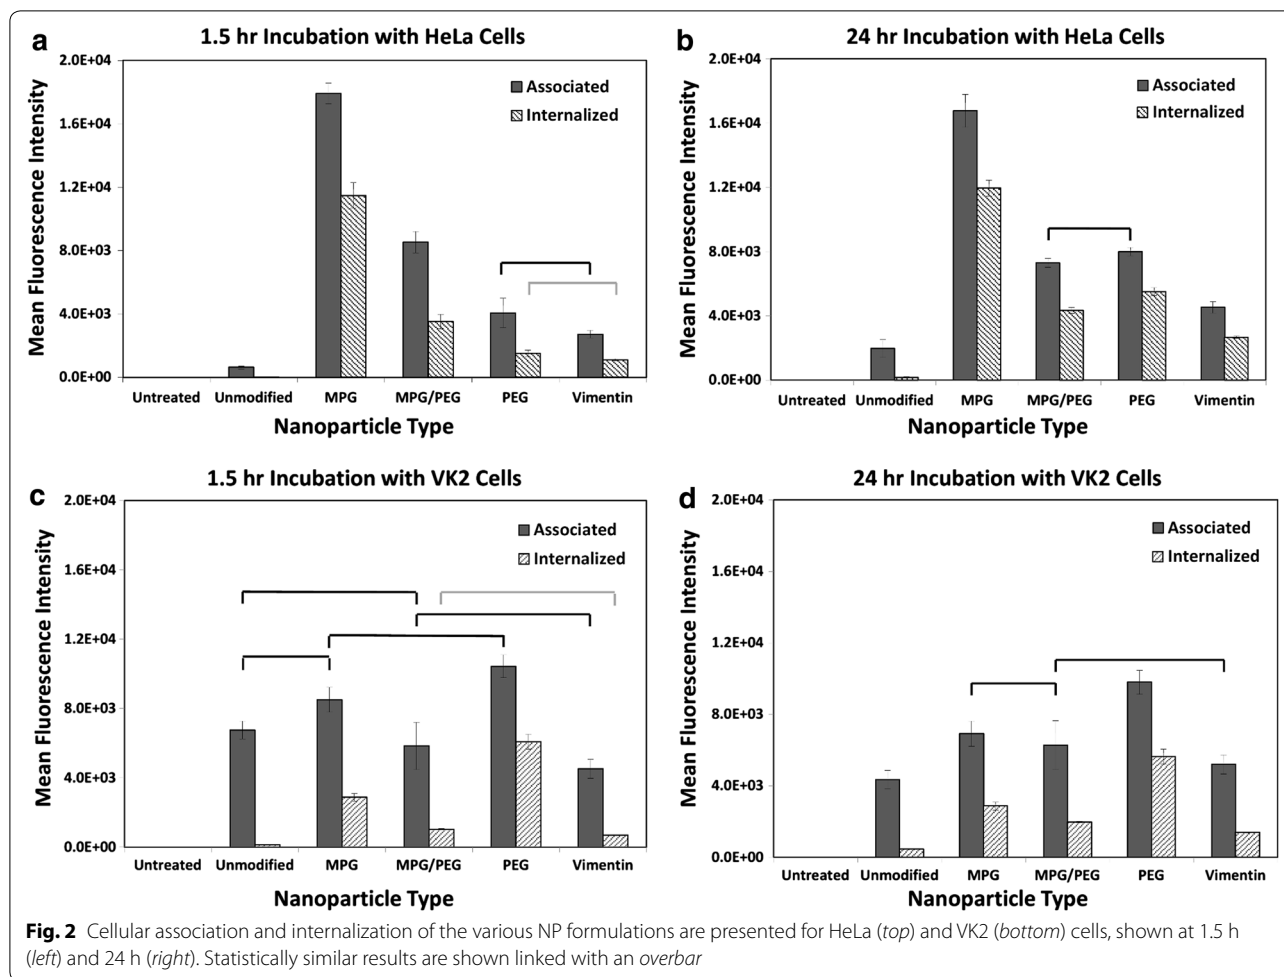 a
1.5 hr Incubation with HeLa Cells
Mean Fluorescence Intensity
2.0E+04
1.6E+04
1.2E+04
8.0E+03
4.0E+03
0.0E+00
Associated
Internalized
Untreated Unmodified MPG MPG/PEG PEG Vimentin
Nanoparticle Type
b
24 hr Incubation with HeLa Cells
Mean Fluorescence Intensity
2.0E+04
1.6E+04
1.2E+04
8.0E+03
4.0E+03
0.0E+00
Associated
Internalized
Untreated Unmodified MPG MPG/PEG PEG Vimentin
Nanoparticle Type
c
1.5 hr Incubation with VK2 Cells
Mean Fluorescence Intensity
2.0E+04
1.6E+04
1.2E+04
8.0E+03
4.0E+03
0.0E+00
Associated
Internalized
Untreated Unmodified MPG MPG/PEG PEG Vimentin
Nanoparticle Type
d
24 hr Incubation with VK2 Cells
Mean Fluorescence Intensity
2.0E+04
1.6E+04
1.2E+04
8.0E+03
4.0E+03
0.0E+00
Associated
Internalized
Untreated Unmodified MPG MPG/PEG PEG Vimentin
Nanoparticle Type
Fig. 2 Cellular association and internalization of the various NP formulations are presented for HeLa (top) and VK2 (bottom) cells, shown at 1.5 h
(left) and 24 h (right). Statistically similar results are shown linked with an overbar